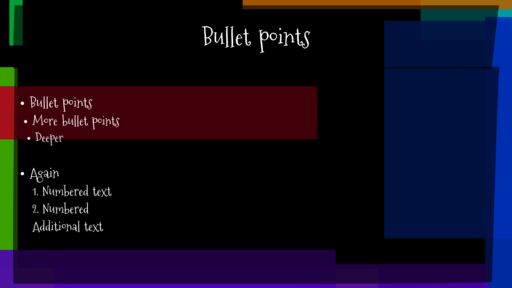 Bullet points
• Bullet points
• More bullet points
• Deeper
• Again
1. Numbered text
2. Numbered
Additional text